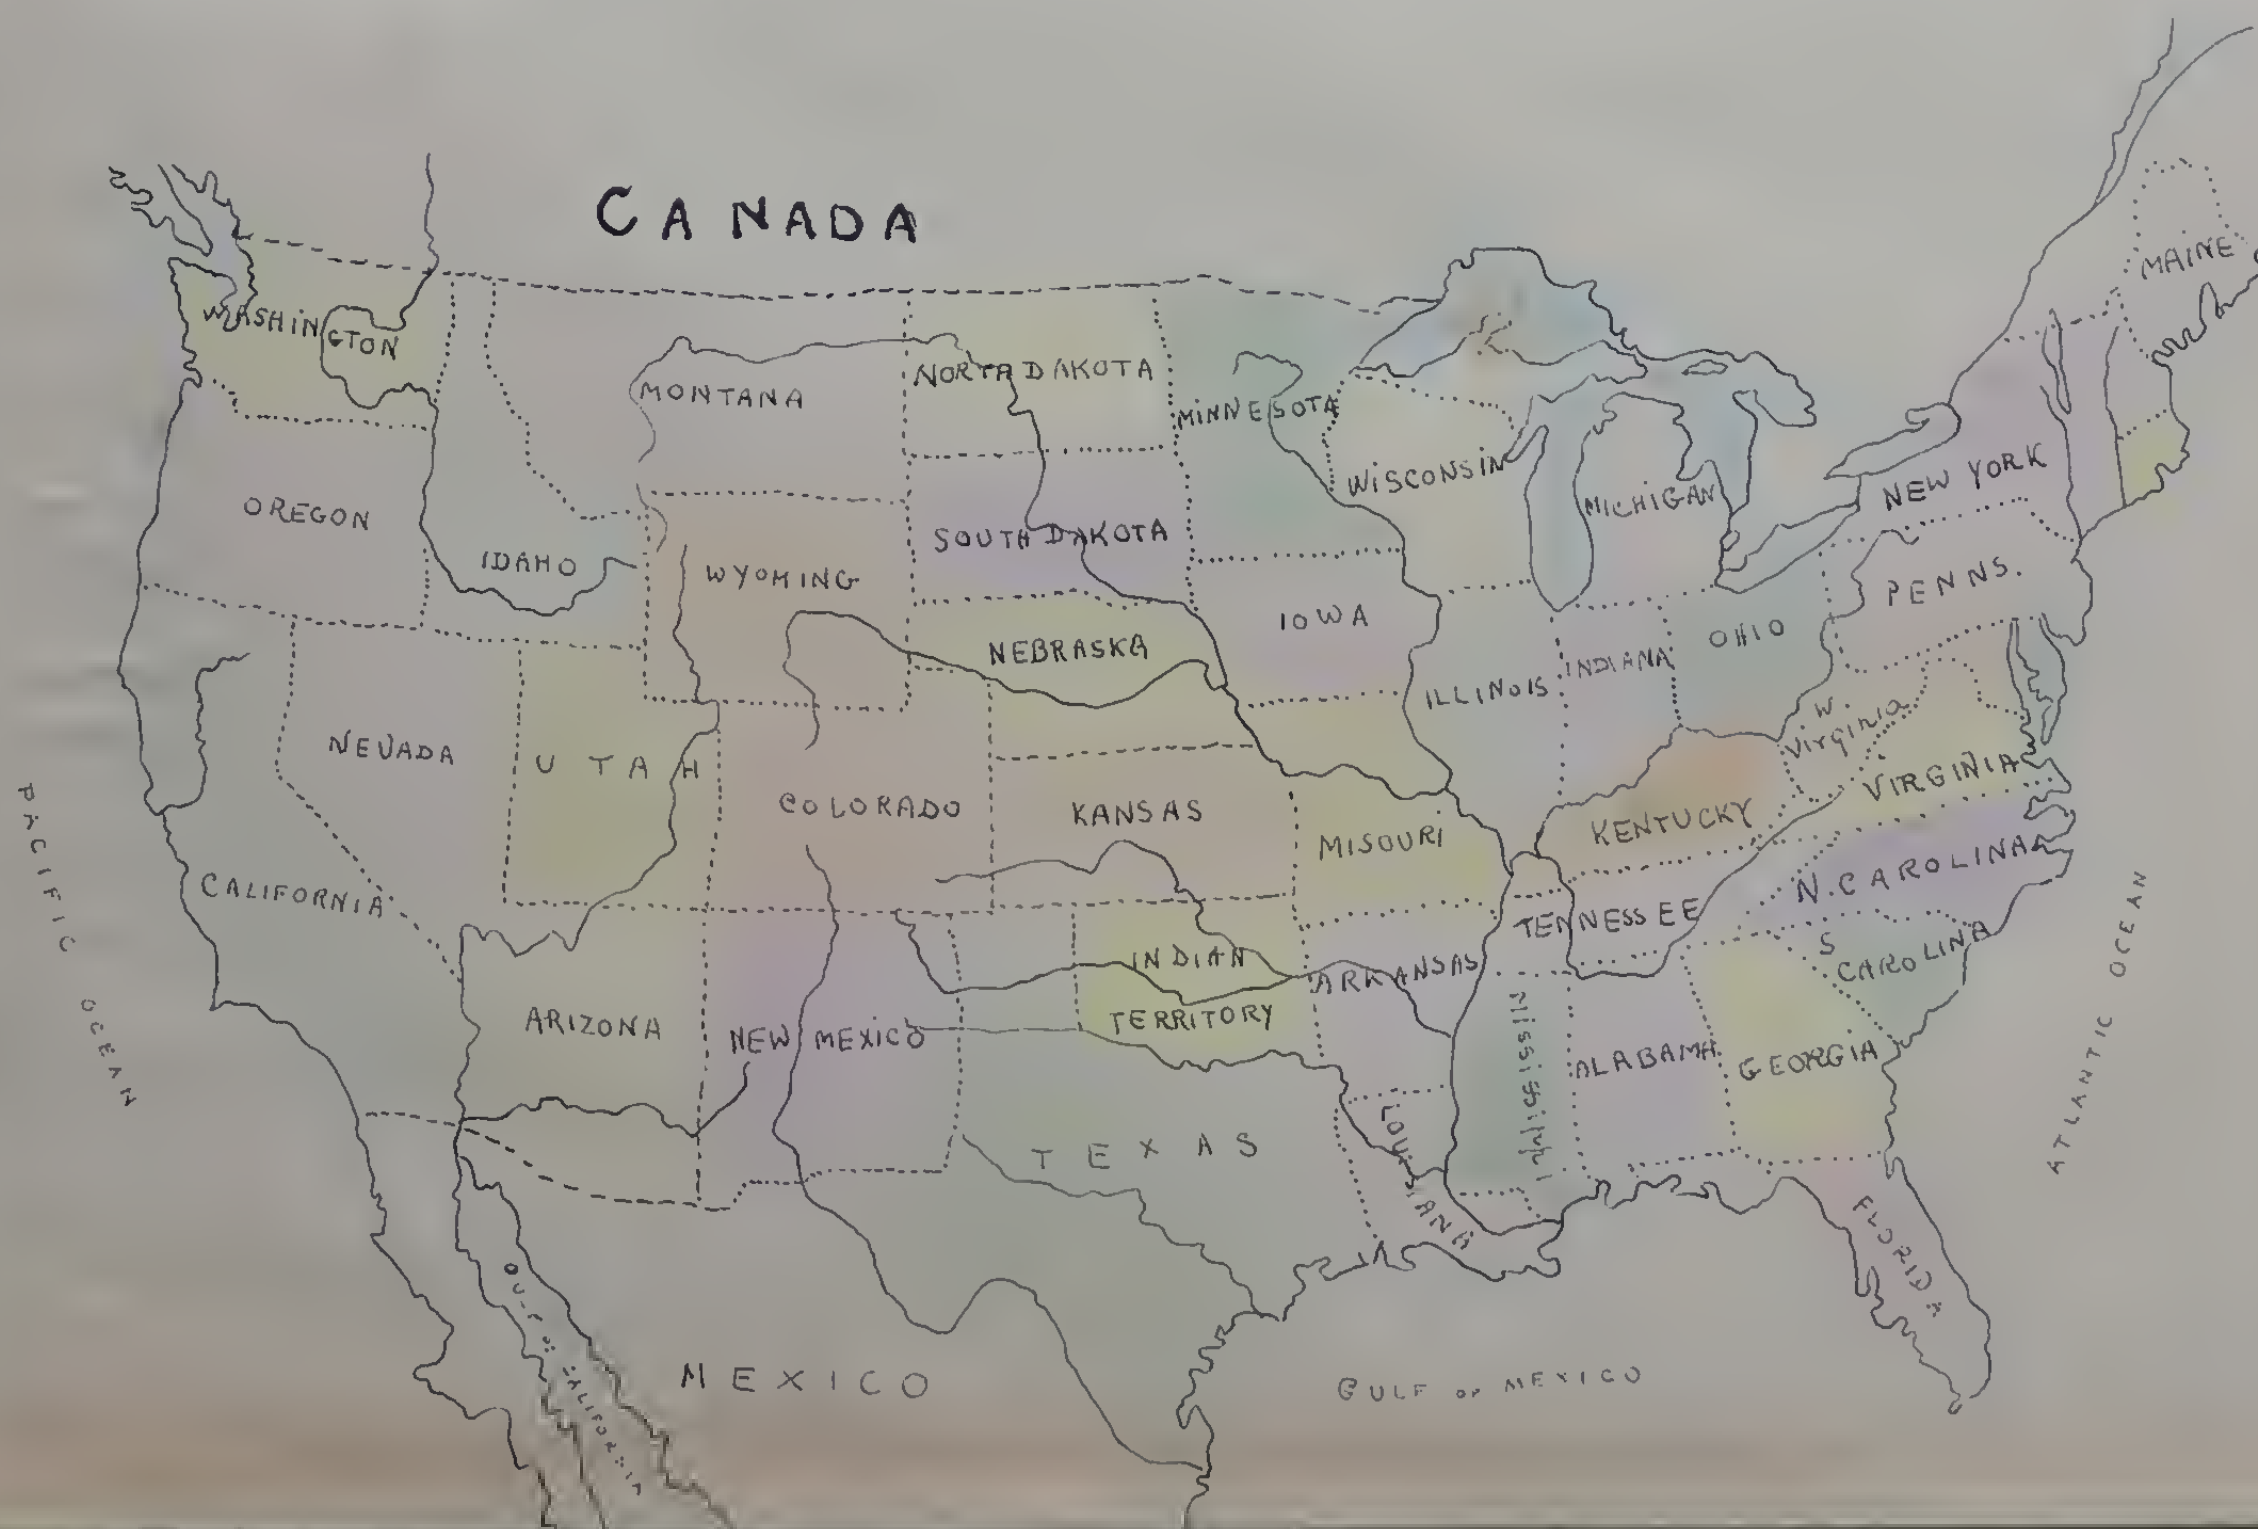 CANADA
MAINE
WASHINGTON
MONTANA
NORTH DAKOTA
MINNESOTA
WISCONSIN
MICHIGAN
NEW YORK
OREGON
IDAHO
WYOMING
SOUTH DAKOTA
IOWA
PENNS.
NEBRASKA
ILLINOIS
INDIANA
OHIO
NEVADA
UTAH
W. Virginia
VIRGINIA
COLORADO
KANSAS
MISOURI
KENTUCKY
CALIFORNIA
N. CAROLINA
TENNESSEE
S
CAROLINA
INDIAN
TERRITORY
ARKANSAS
ARIZONA
NEW MEXICO
Mississippi
ALABAMA
GEORGIA
TEXAS
LOUISIANA
FLORIDA
PACIFIC OCEAN
ATLANTIC OCEAN
MEXICO
GULF OF MEXICO
GULF OF CALIFORNIA